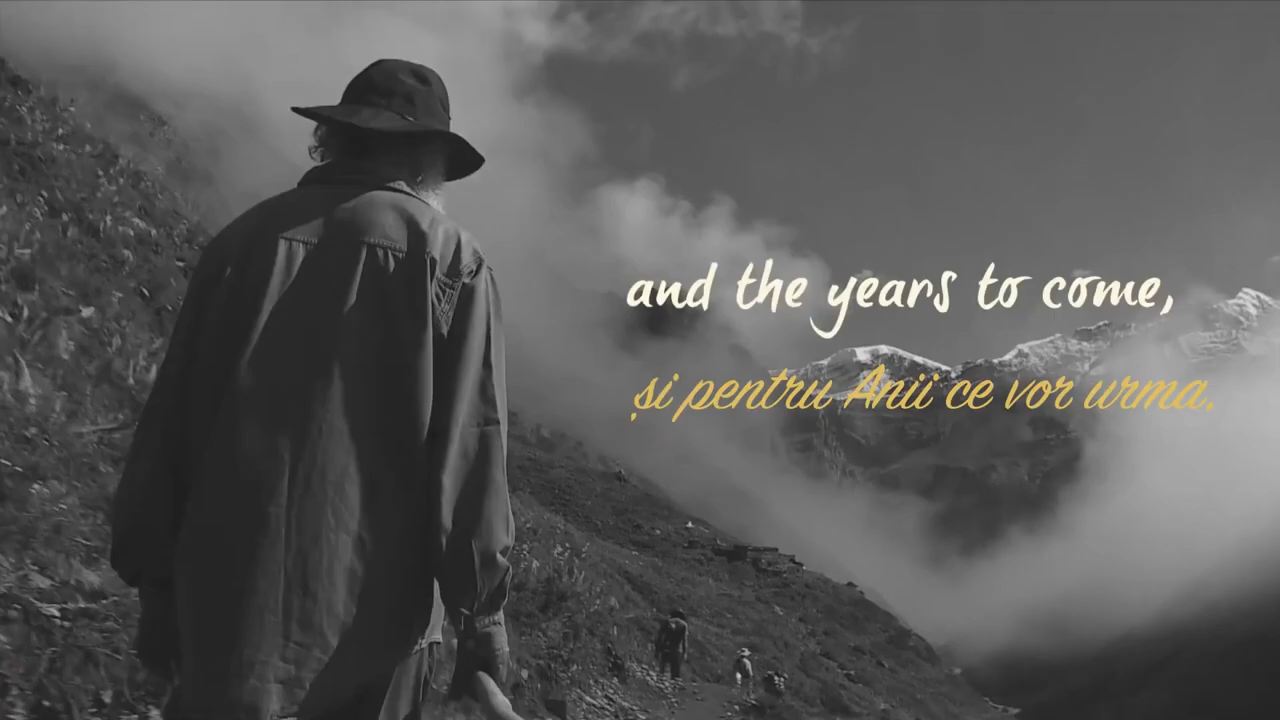 and the years to come,
și pentru Anii ce vor urma.